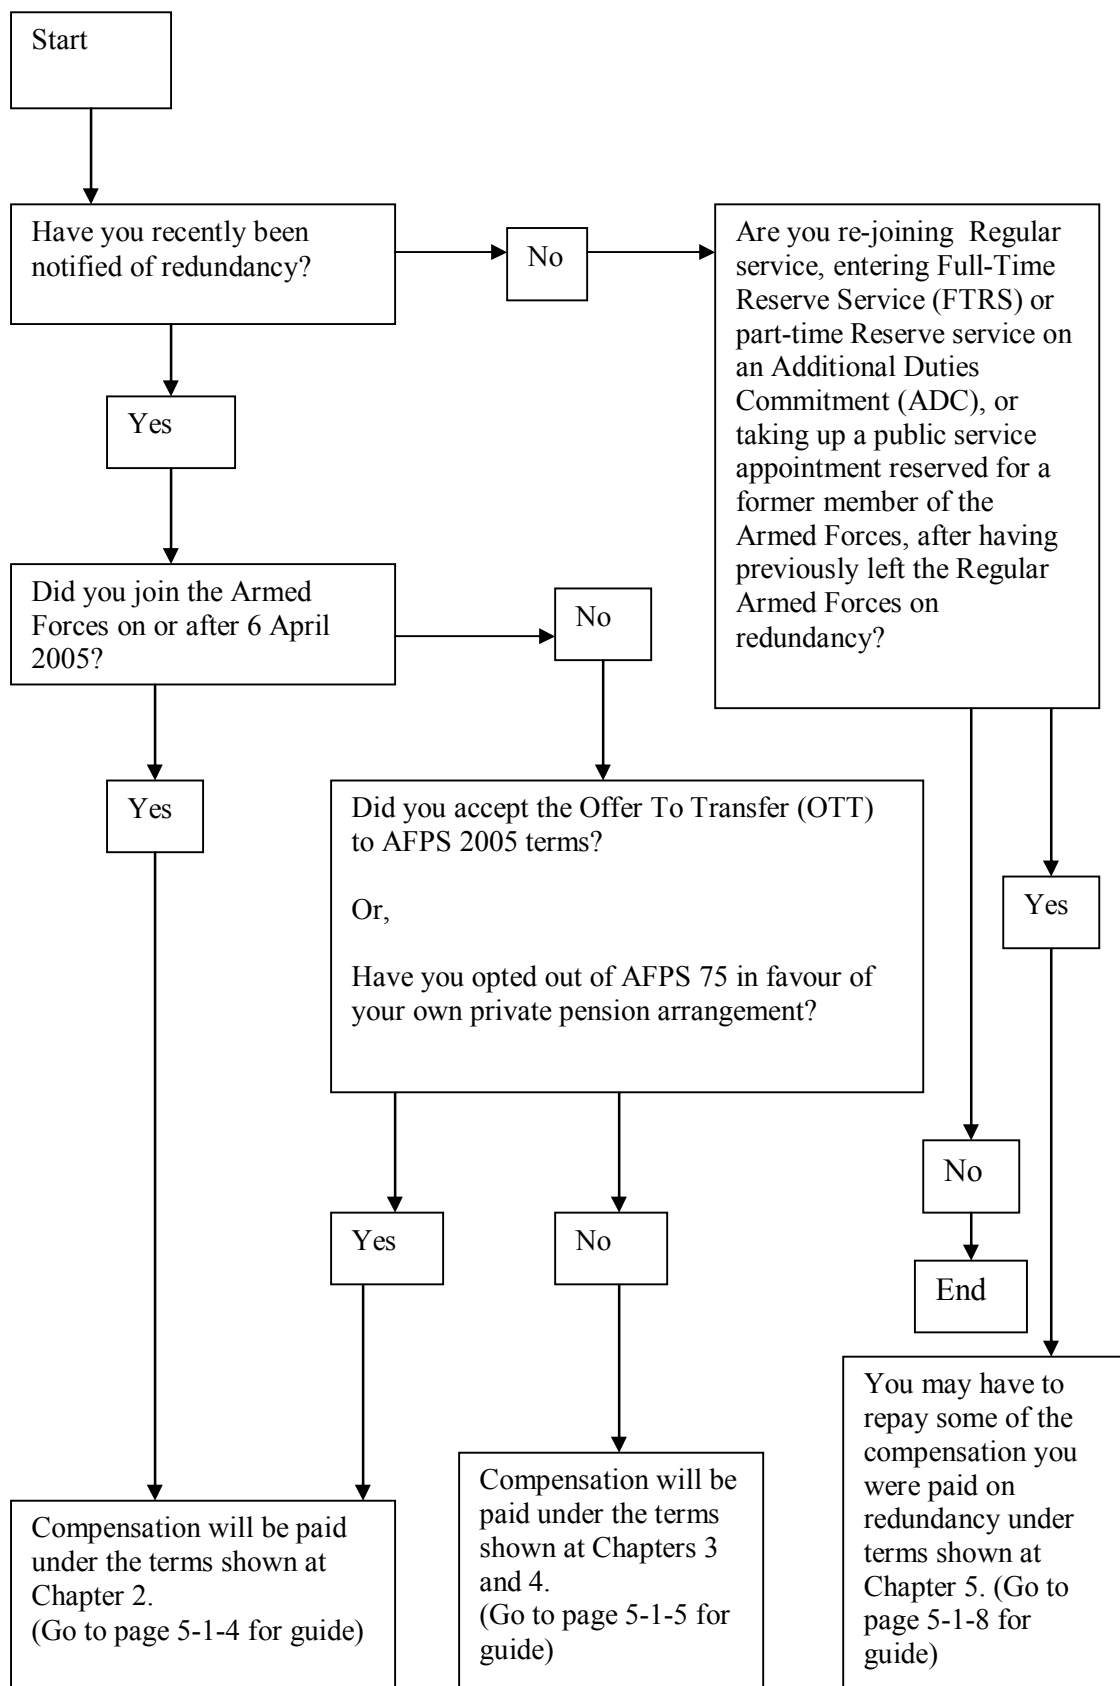 Start
Have you recently been
notified of redundancy?
No
Are you re-joining Regular
service, entering Full-Time
Reserve Service (FTRS) or
part-time Reserve service on
an Additional Duties
Commitment (ADC), or
taking up a public service
appointment reserved for a
former member of the
Armed Forces, after having
previously left the Regular
Armed Forces on
redundancy?
Yes
Did you join the Armed
Forces on or after 6 April
2005?
No
Yes
Did you accept the Offer To Transfer (OTT)
to AFPS 2005 terms?
Or,
Have you opted out of AFPS 75 in favour of
your own private pension arrangement?
Yes
No
Yes
No
End
Compensation will be paid
under the terms shown at
Chapter 2.
(Go to page 5-1-4 for guide)
Compensation will be
paid under the terms
shown at Chapters 3
and 4.
(Go to page 5-1-5 for
guide)
You may have to
repay some of the
compensation you
were paid on
redundancy under
terms shown at
Chapter 5. (Go to
page 5-1-8 for
guide)